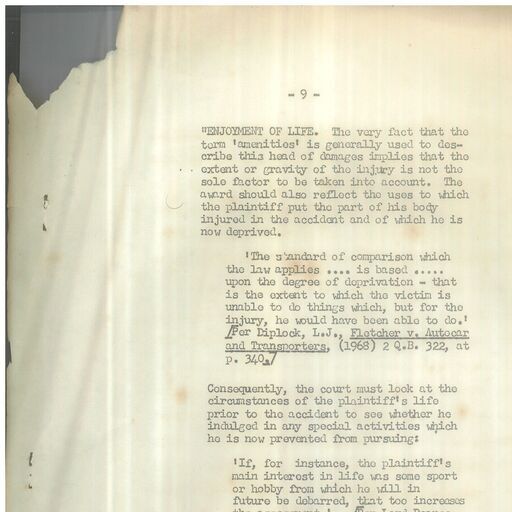 - 9 -
"ENJOYMENT OF LIFE. The very fact that the
term 'amenities' is generally used to des-
cribe this head of damages implies that the
extent or gravity of the injury is not the
sole factor to be taken into account. The
award should also reflect the uses to which
the plaintiff put the part of his body
injured in the accident and of which he is
now deprived.
'The standard of comparison which
the law applies .... is based .....
upon the degree of deprivation - that
is the extent to which the victim is
unable to do things which, but for the
injury, he would have been able to do.'
/Per Diplock, L.J., Fletcher v. Autocar
and Transporters, (1968) 2 Q.B. 322, at
p. 340./
Consequently, the court must look at the
circumstances of the plaintiff's life
prior to the accident to see whether he
indulged in any special activities which
he is now prevented from pursuing:
'If, for instance, the plaintiff's
main interest in life was some sport
or hobby from which he will in
future be debarred, that too increases